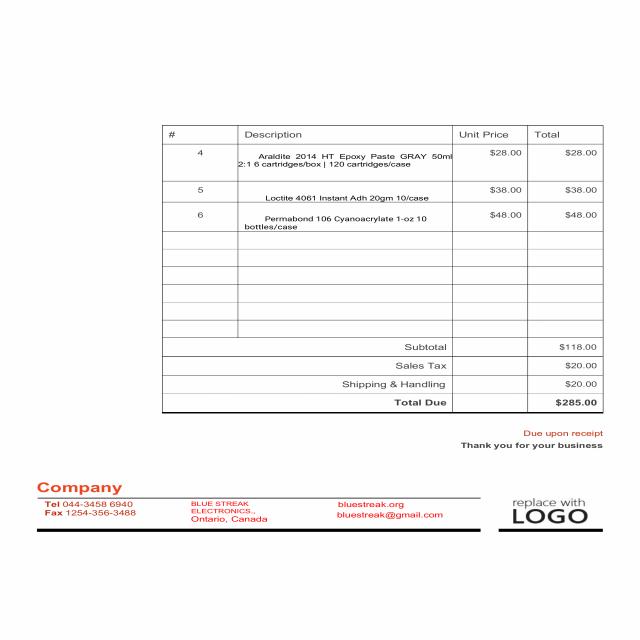 # Description Unit Price Total
4 Araldite 2014 HT Epoxy Paste GRAY 50ml $28.00 $28.00
2:1 6 cartridges/box | 120 cartridges/case
5 $38.00 $38.00
Loctite 4061 Instant Adh 20gm 10/case
6 Permabond 106 Cyanoacrylate 1-oz 10 $48.00 $48.00
bottles/case
Subtotal $118.00
Sales Tax $20.00
Shipping & Handling $20.00
Total Due $285.00
Due upon receipt
Thank you for your business
Company
Tel 044-3458 6940
Fax 1254-356-3488
BLUE STREAK
ELECTRONICS.,
Ontario, Canada
bluestreak.org
bluestreak@gmail.com
replace with
LOGO